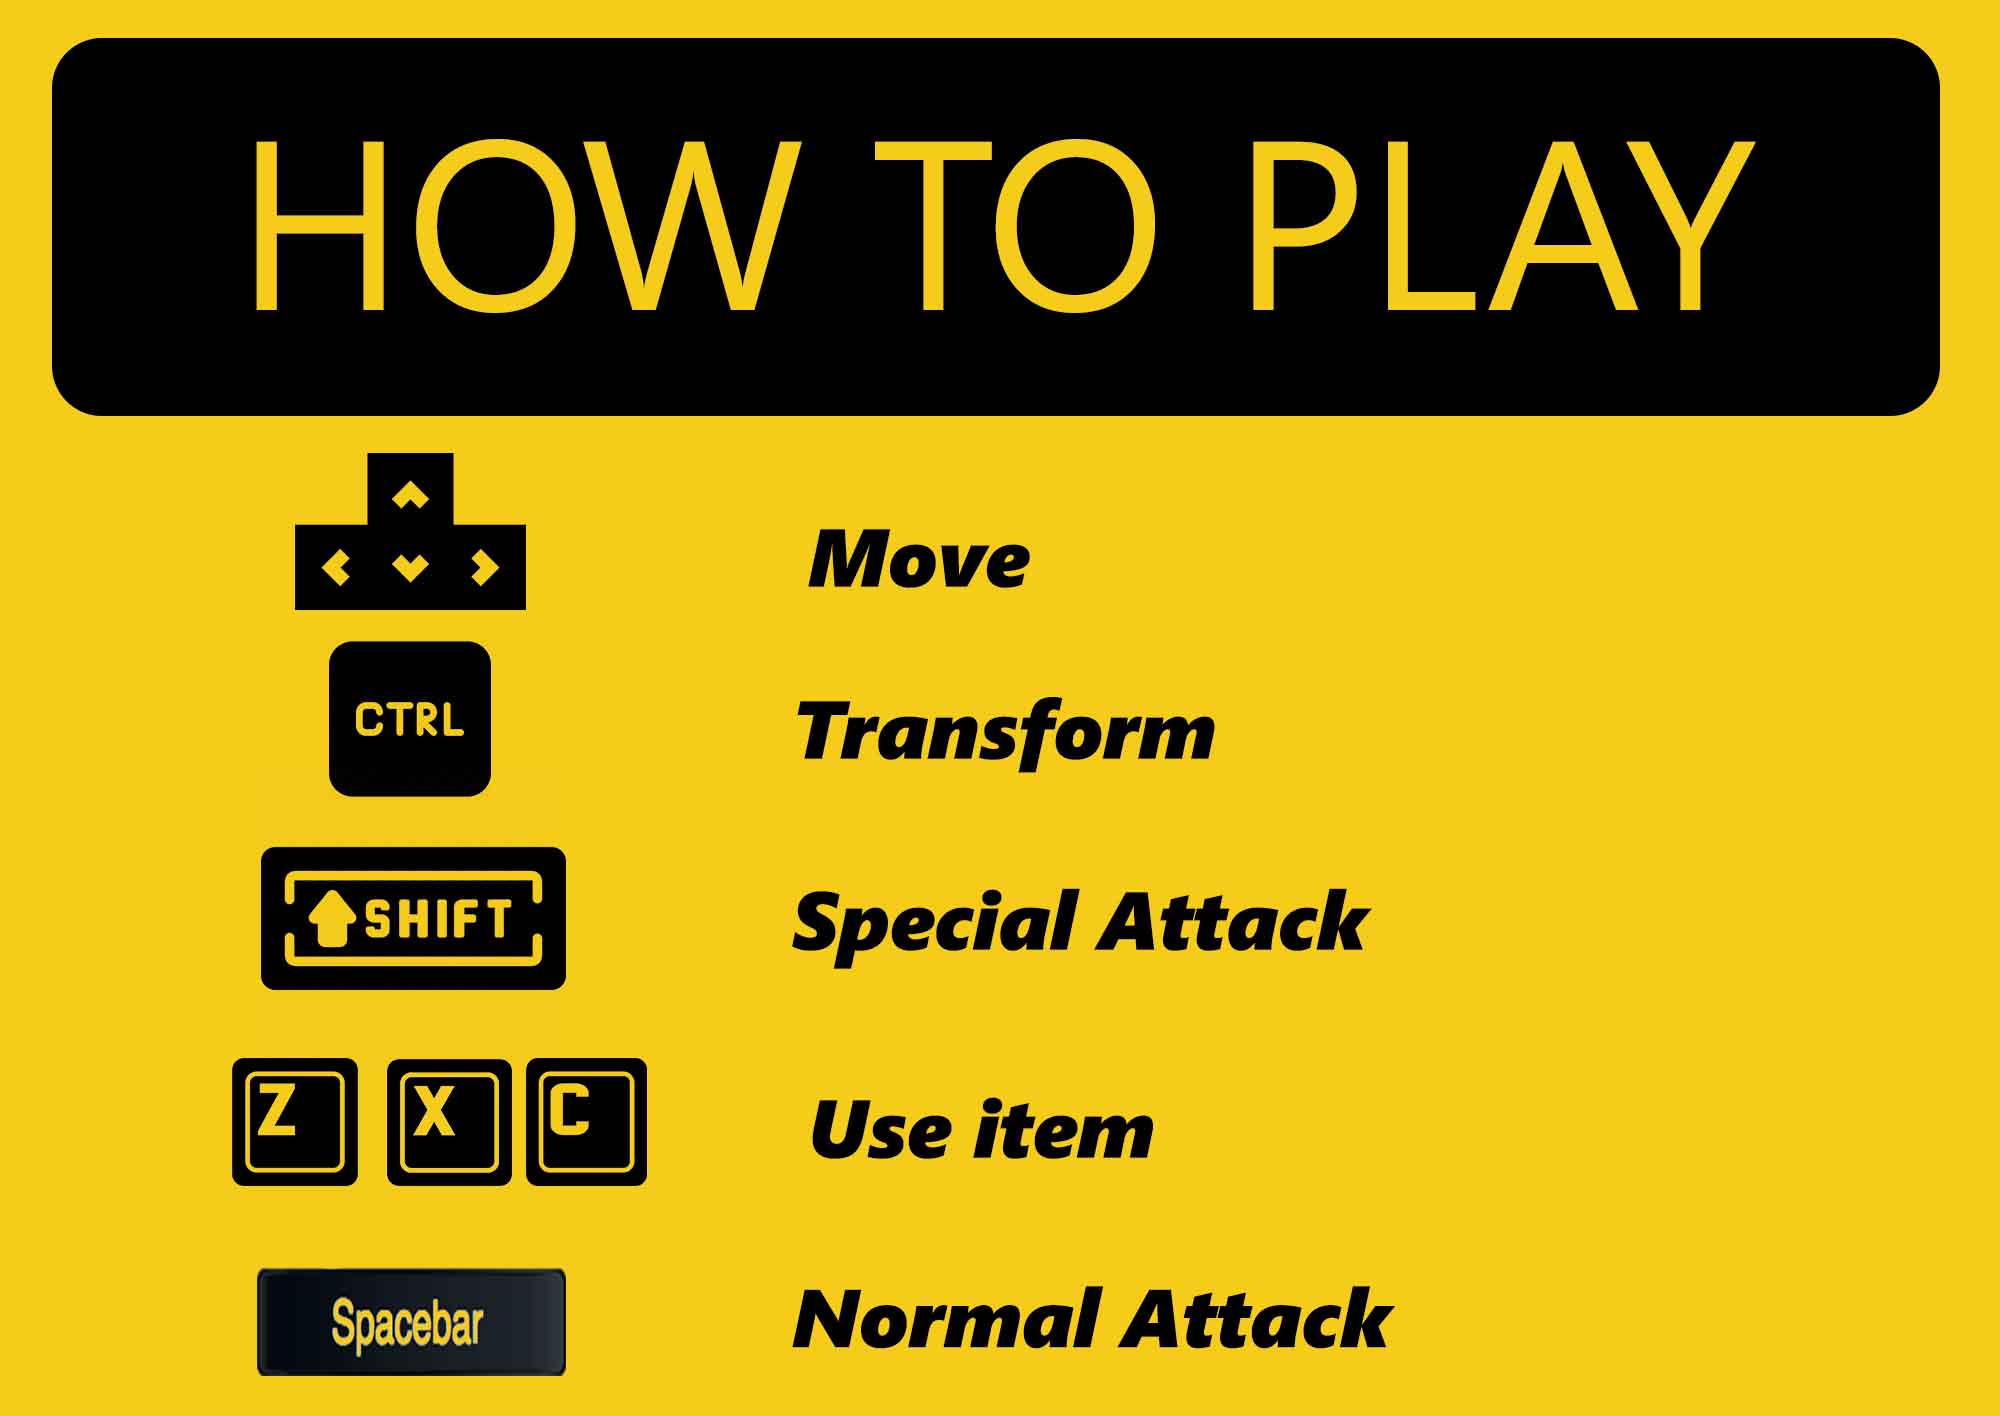 HOW TO PLAY
Move
CTRL Transform
SHIFT Special Attack
Z X C Use item
Spacebar Normal Attack